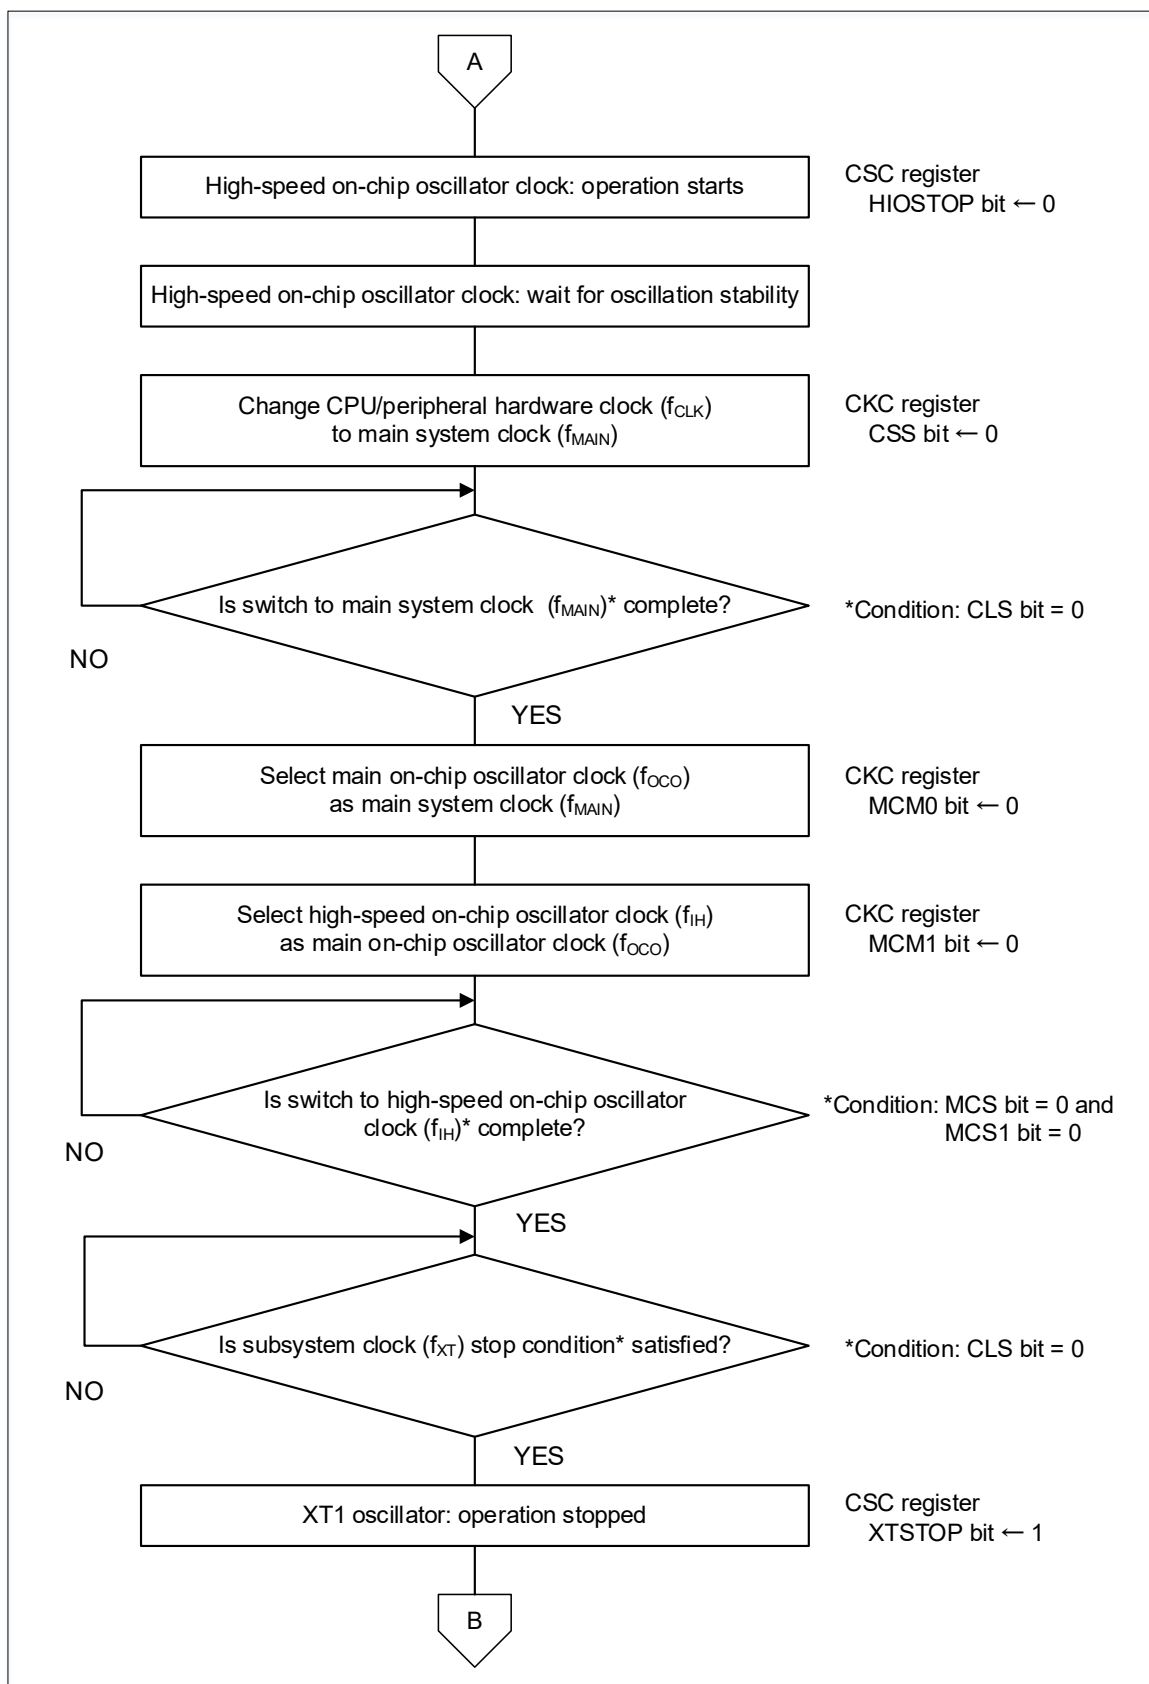 A
High-speed on-chip oscillator clock: operation starts
CSC register
HIOSTOP bit ← 0
High-speed on-chip oscillator clock: wait for oscillation stability
Change CPU/peripheral hardware clock (fCLK)
to main system clock (fMAIN)
CKC register
CSS bit ← 0
Is switch to main system clock (fMAIN)* complete?
*Condition: CLS bit = 0
NO
YES
Select main on-chip oscillator clock (fOCO)
as main system clock (fMAIN)
CKC register
MCM0 bit ← 0
Select high-speed on-chip oscillator clock (fIH)
as main on-chip oscillator clock (fOCO)
CKC register
MCM1 bit ← 0
Is switch to high-speed on-chip oscillator
clock (fIH)* complete?
*Condition: MCS bit = 0 and
MCS1 bit = 0
NO
YES
Is subsystem clock (fXT) stop condition* satisfied?
*Condition: CLS bit = 0
NO
YES
XT1 oscillator: operation stopped
CSC register
XTSTOP bit ← 1
B